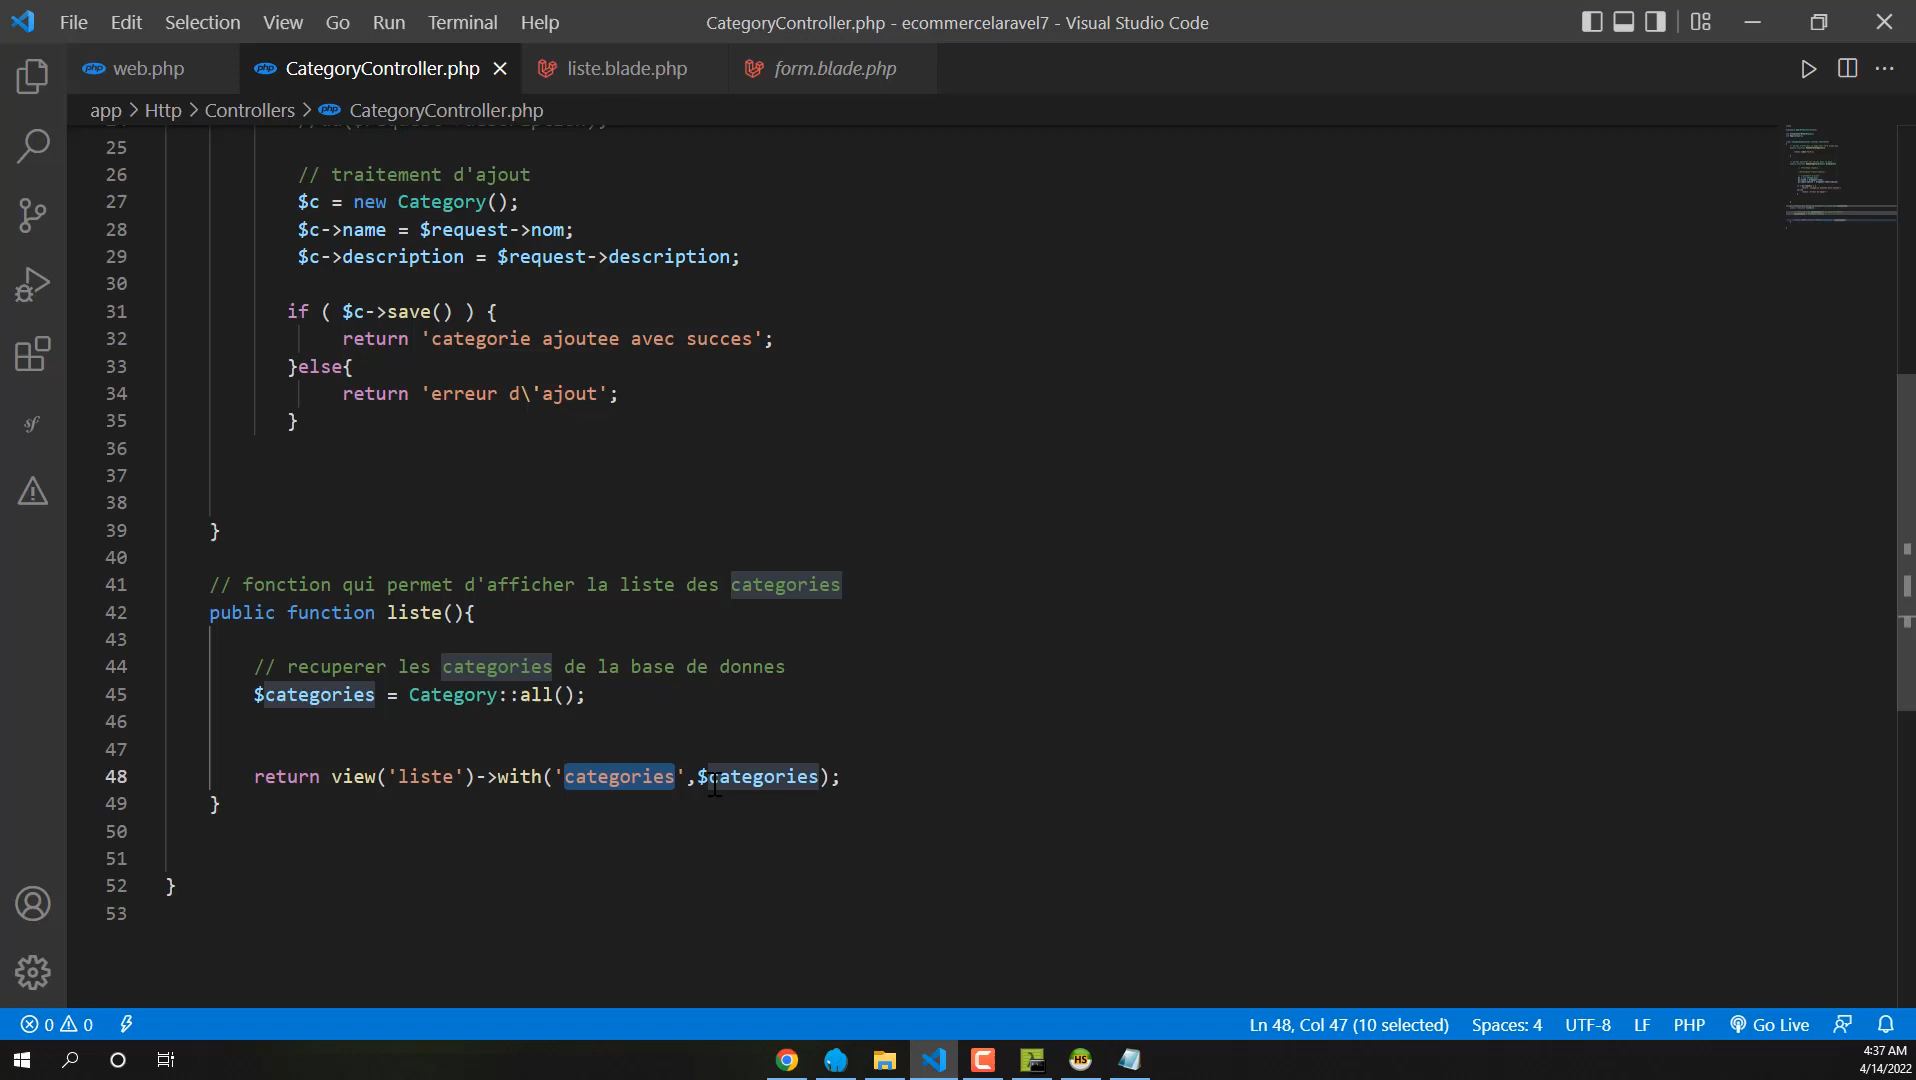 File Edit Selection View Go Run Terminal Help
CategoryController.php - ecommercelaravel7 - Visual Studio Code
web.php
CategoryController.php
liste.blade.php
form.blade.php
app > Http > Controllers > CategoryController.php
25
26 // traitement d'ajout
27 $c = new Category();
28 $c->name = $request->nom;
29 $c->description = $request->description;
30
31 if ( $c->save() ) {
32 return 'categorie ajoutee avec succes';
33 }else{
34 return 'erreur d\'ajout';
35 }
36
37
38
39 }
40
41 // fonction qui permet d'afficher la liste des categories
42 public function liste(){
43
44 // recuperer les categories de la base de donnes
45 $categories = Category::all();
46
47
48 return view('liste')->with('categories',$categories);
49 }
50
51
52 }
53
0 0
Ln 48, Col 47 (10 selected) Spaces: 4 UTF-8 LF PHP Go Live
4:37 AM
4/14/2022